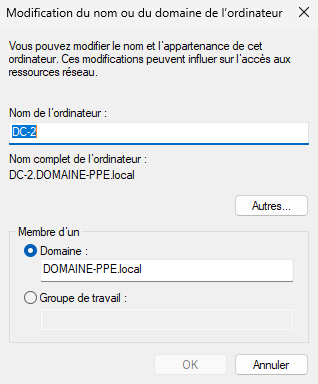 Modification du nom ou du domaine de l'ordinateur
Vous pouvez modifier le nom et l'appartenance de cet
ordinateur. Ces modifications peuvent influer sur l'accès aux
ressources réseau.
Nom de l'ordinateur :
DC-2
Nom complet de l'ordinateur :
DC-2.DOMAINE-PPE.local
Autres...
Membre d'un
Domaine :
DOMAINE-PPE.local
Groupe de travail :
OK
Annuler